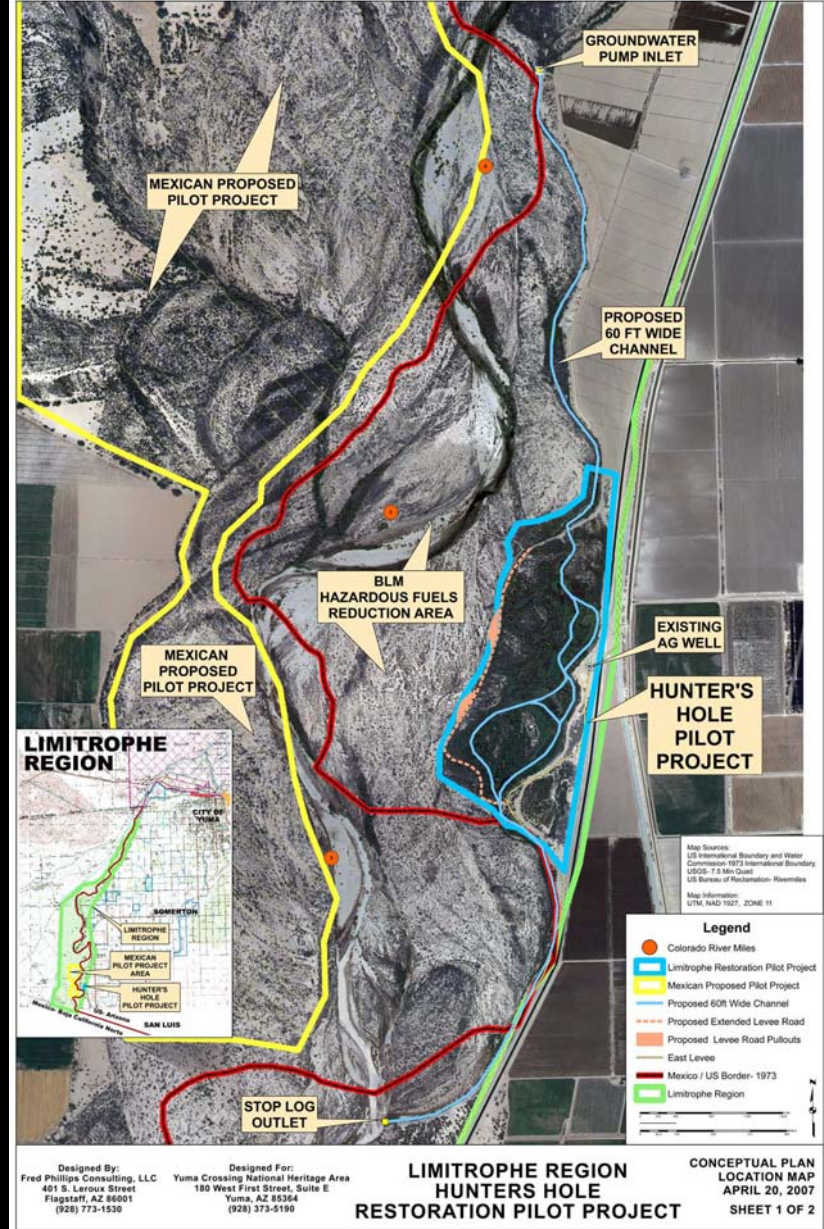 GROUNDWATER
PUMP INLET
MEXICAN PROPOSED
PILOT PROJECT
PROPOSED
60 FT WIDE
CHANNEL
BLM
HAZARDOUS FUELS
REDUCTION AREA
EXISTING
AG WELL
MEXICAN
PROPOSED
PILOT PROJECT
HUNTER'S
HOLE
PILOT
PROJECT
LIMITROPHE
REGION
CITY OF
YUMA
SOMERTON
LIMITROPHE
REGION
MEXICAN
PILOT PROJECT
AREA
HUNTER'S
HOLE
PILOT PROJECT
US- Arizona
Mexico- Baja California Norte
SAN LUIS
STOP LOG
OUTLET
Map Sources:
US International Boundary and Water
Commission-1973 International Boundary,
USGS- 7.5 Min Quad
US Bureau of Reclamation- Rivermiles
Map Information:
UTM, NAD 1927, ZONE 11
Legend
Colorado River Miles
Limitrophe Restoration Pilot Project
Mexican Proposed Pilot Project
Proposed 60ft Wide Channel
Proposed Extended Levee Road
Proposed Levee Road Pullouts
East Levee
Mexico / US Border- 1973
Limitrophe Region
N
Designed By:
Fred Phillips Consulting, LLC
401 S. Leroux Street
Flagstaff, AZ 86001
(928) 773-1530
Designed For:
Yuma Crossing National Heritage Area
180 West First Street, Suite E
Yuma, AZ 85364
(928) 373-5190
LIMITROPHE REGION
HUNTERS HOLE
RESTORATION PILOT PROJECT
CONCEPTUAL PLAN
LOCATION MAP
APRIL 20, 2007
SHEET 1 OF 2